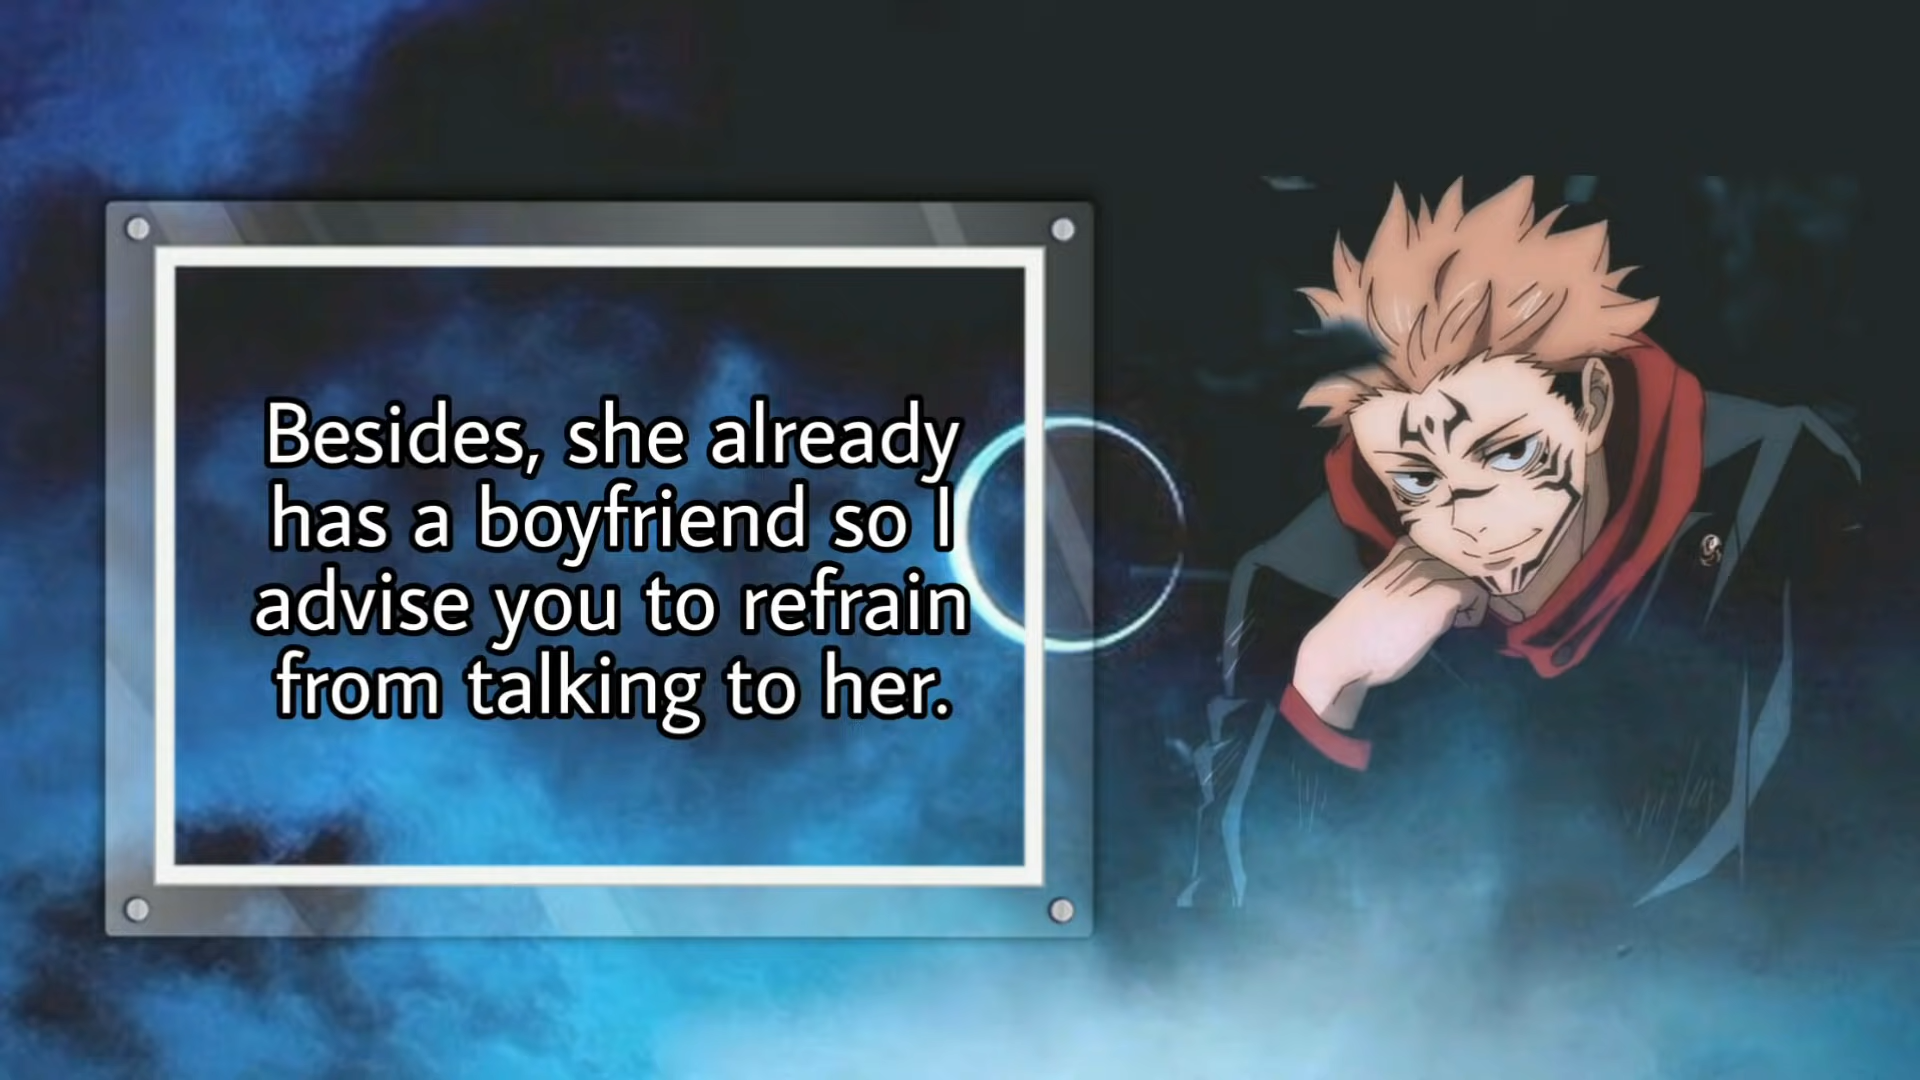 Besides, she already
has a boyfriend so I
advise you to refrain
from talking to her.